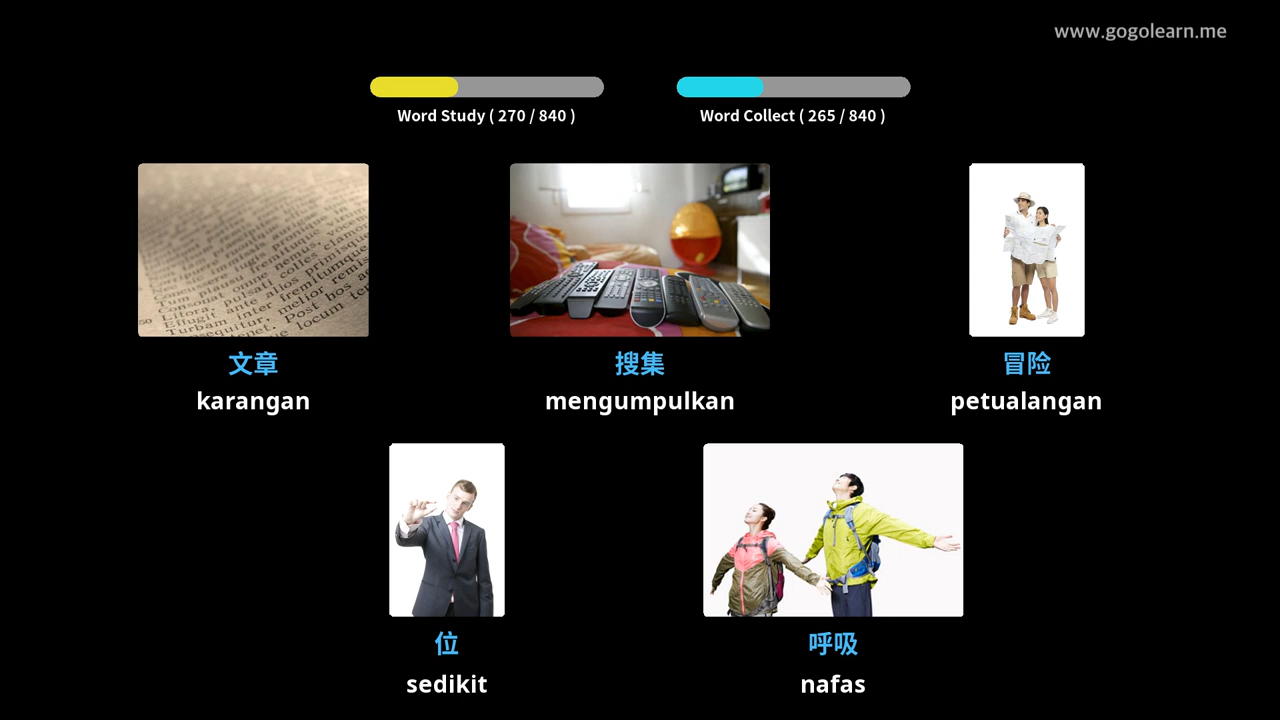 www.gogolearn.me
Word Study ( 270 / 840 )
Word Collect ( 265 / 840 )
文章
karangan
搜集
mengumpulkan
冒险
petualangan
位
sedikit
呼吸
nafas